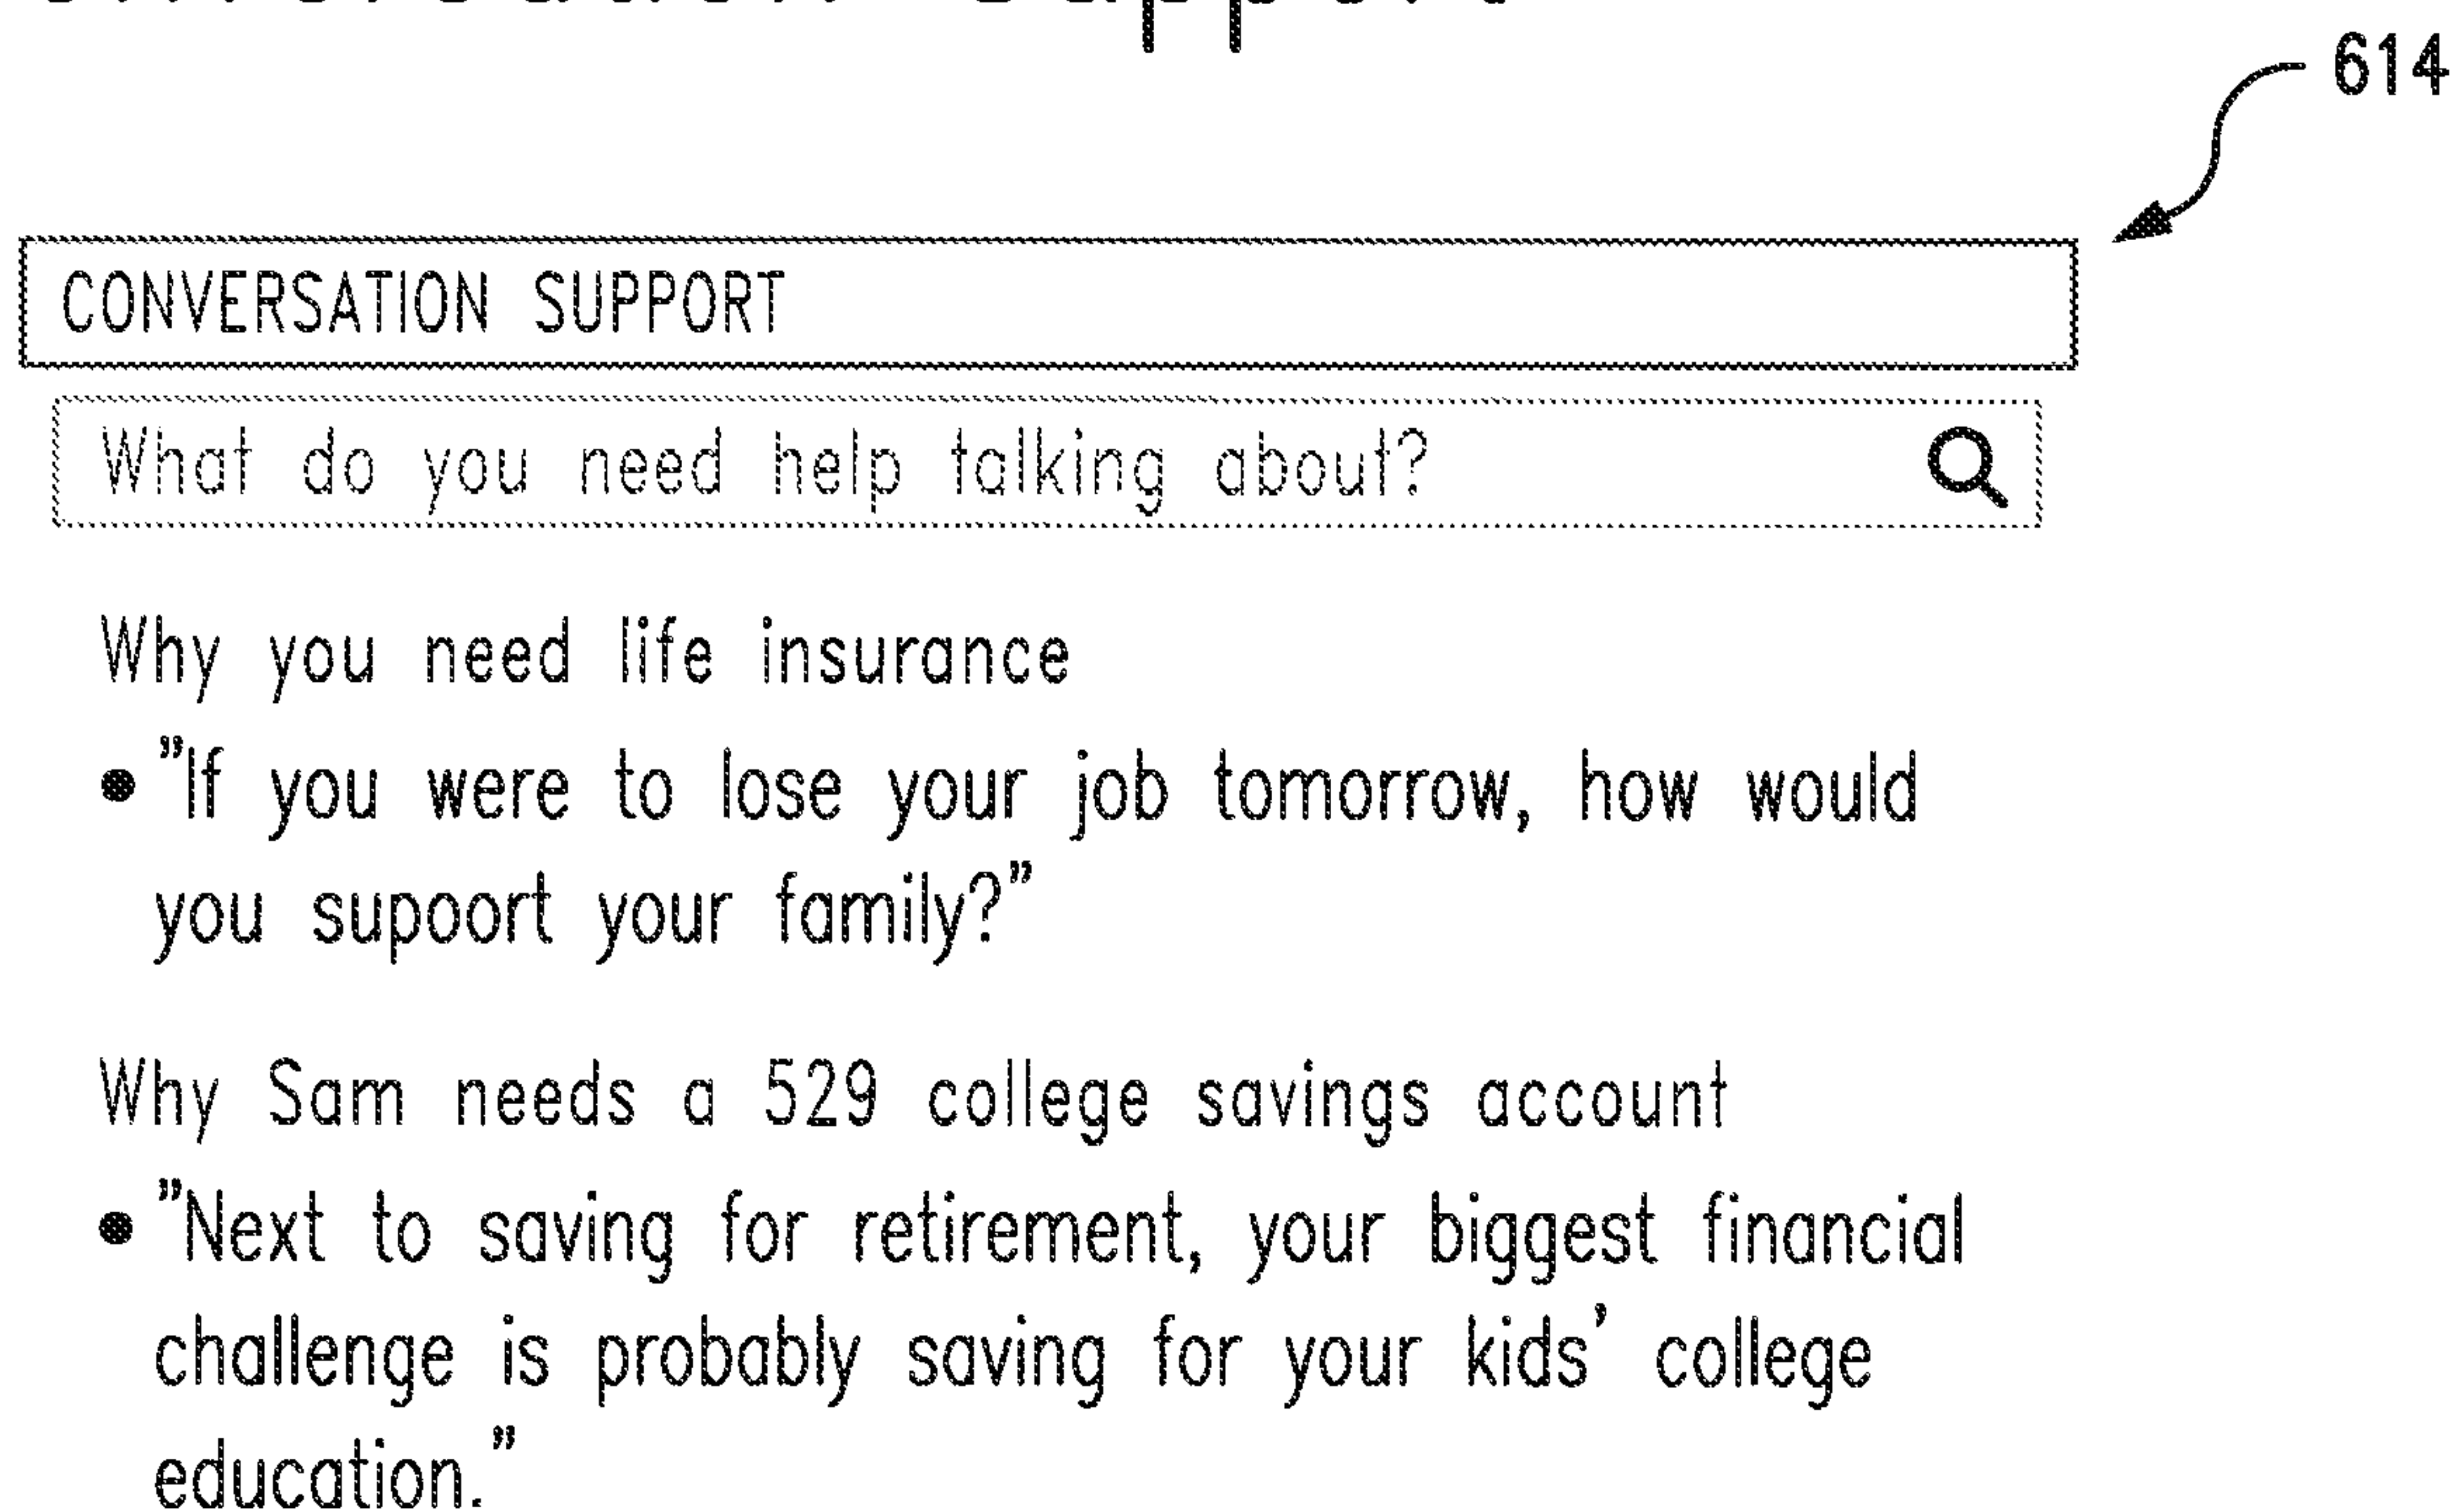 614
CONVERSATION SUPPORT
What do you need help talking about?
Why you need life insurance
• ”If you were to lose your job tomorrow, how would
you supoort your family?”
Why Sam needs a 529 college savings account
• ”Next to saving for retirement, your biggest financial
challenge is probably saving for your kids’ college
education.”